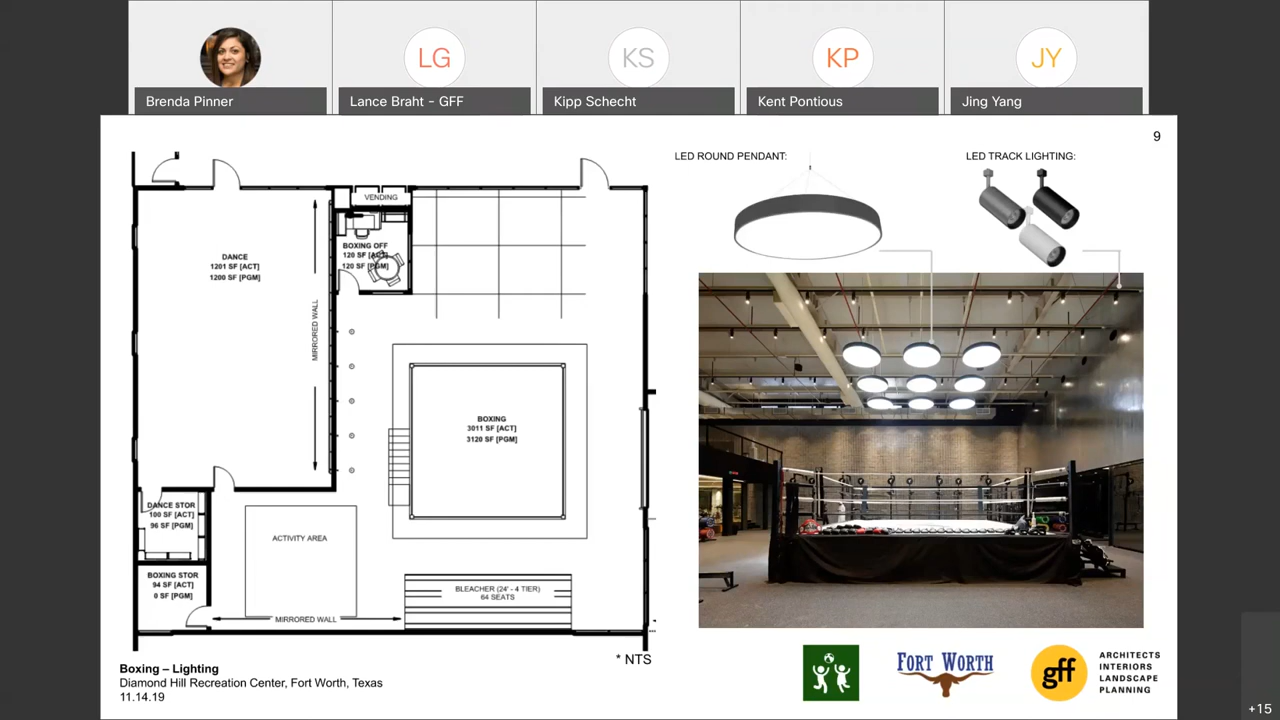 LG
KS
KP
JY
Brenda Pinner
Lance Braht - GFF
Kipp Schecht
Kent Pontious
Jing Yang
9
LED ROUND PENDANT:
LED TRACK LIGHTING:
VENDING
BOXING OFF
120 SF [ACT]
120 SF [PGM]
DANCE
1201 SF [ACT]
1200 SF [PGM]
MIRRORED WALL
BOXING
3011 SF [ACT]
3120 SF [PGM]
DANCE STOR
100 SF [ACT]
96 SF [PGM]
ACTIVITY AREA
BOXING STOR
94 SF [ACT]
0 SF [PGM]
BLEACHER (24' - 4 TIER)
64 SEATS
MIRRORED WALL
* NTS
Boxing – Lighting
Diamond Hill Recreation Center, Fort Worth, Texas
11.14.19
FORT WORTH
gff
ARCHITECTS
INTERIORS
LANDSCAPE
PLANNING
+15